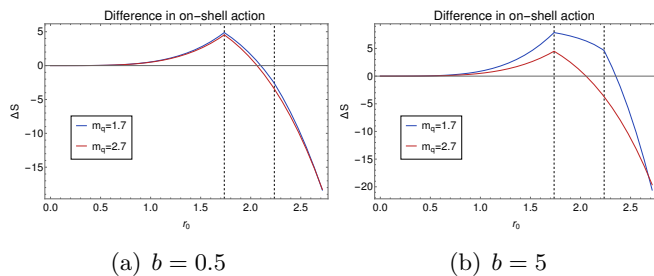 Difference in on-shell action
5
0
-5
-10
-15
ΔS
m_q=1.7
m_q=2.7
0.0 0.5 1.0 1.5 2.0 2.5
r_0
(a) b = 0.5
Difference in on-shell action
5
0
-5
-10
-15
-20
ΔS
m_q=1.7
m_q=2.7
0.0 0.5 1.0 1.5 2.0 2.5
r_0
(b) b = 5